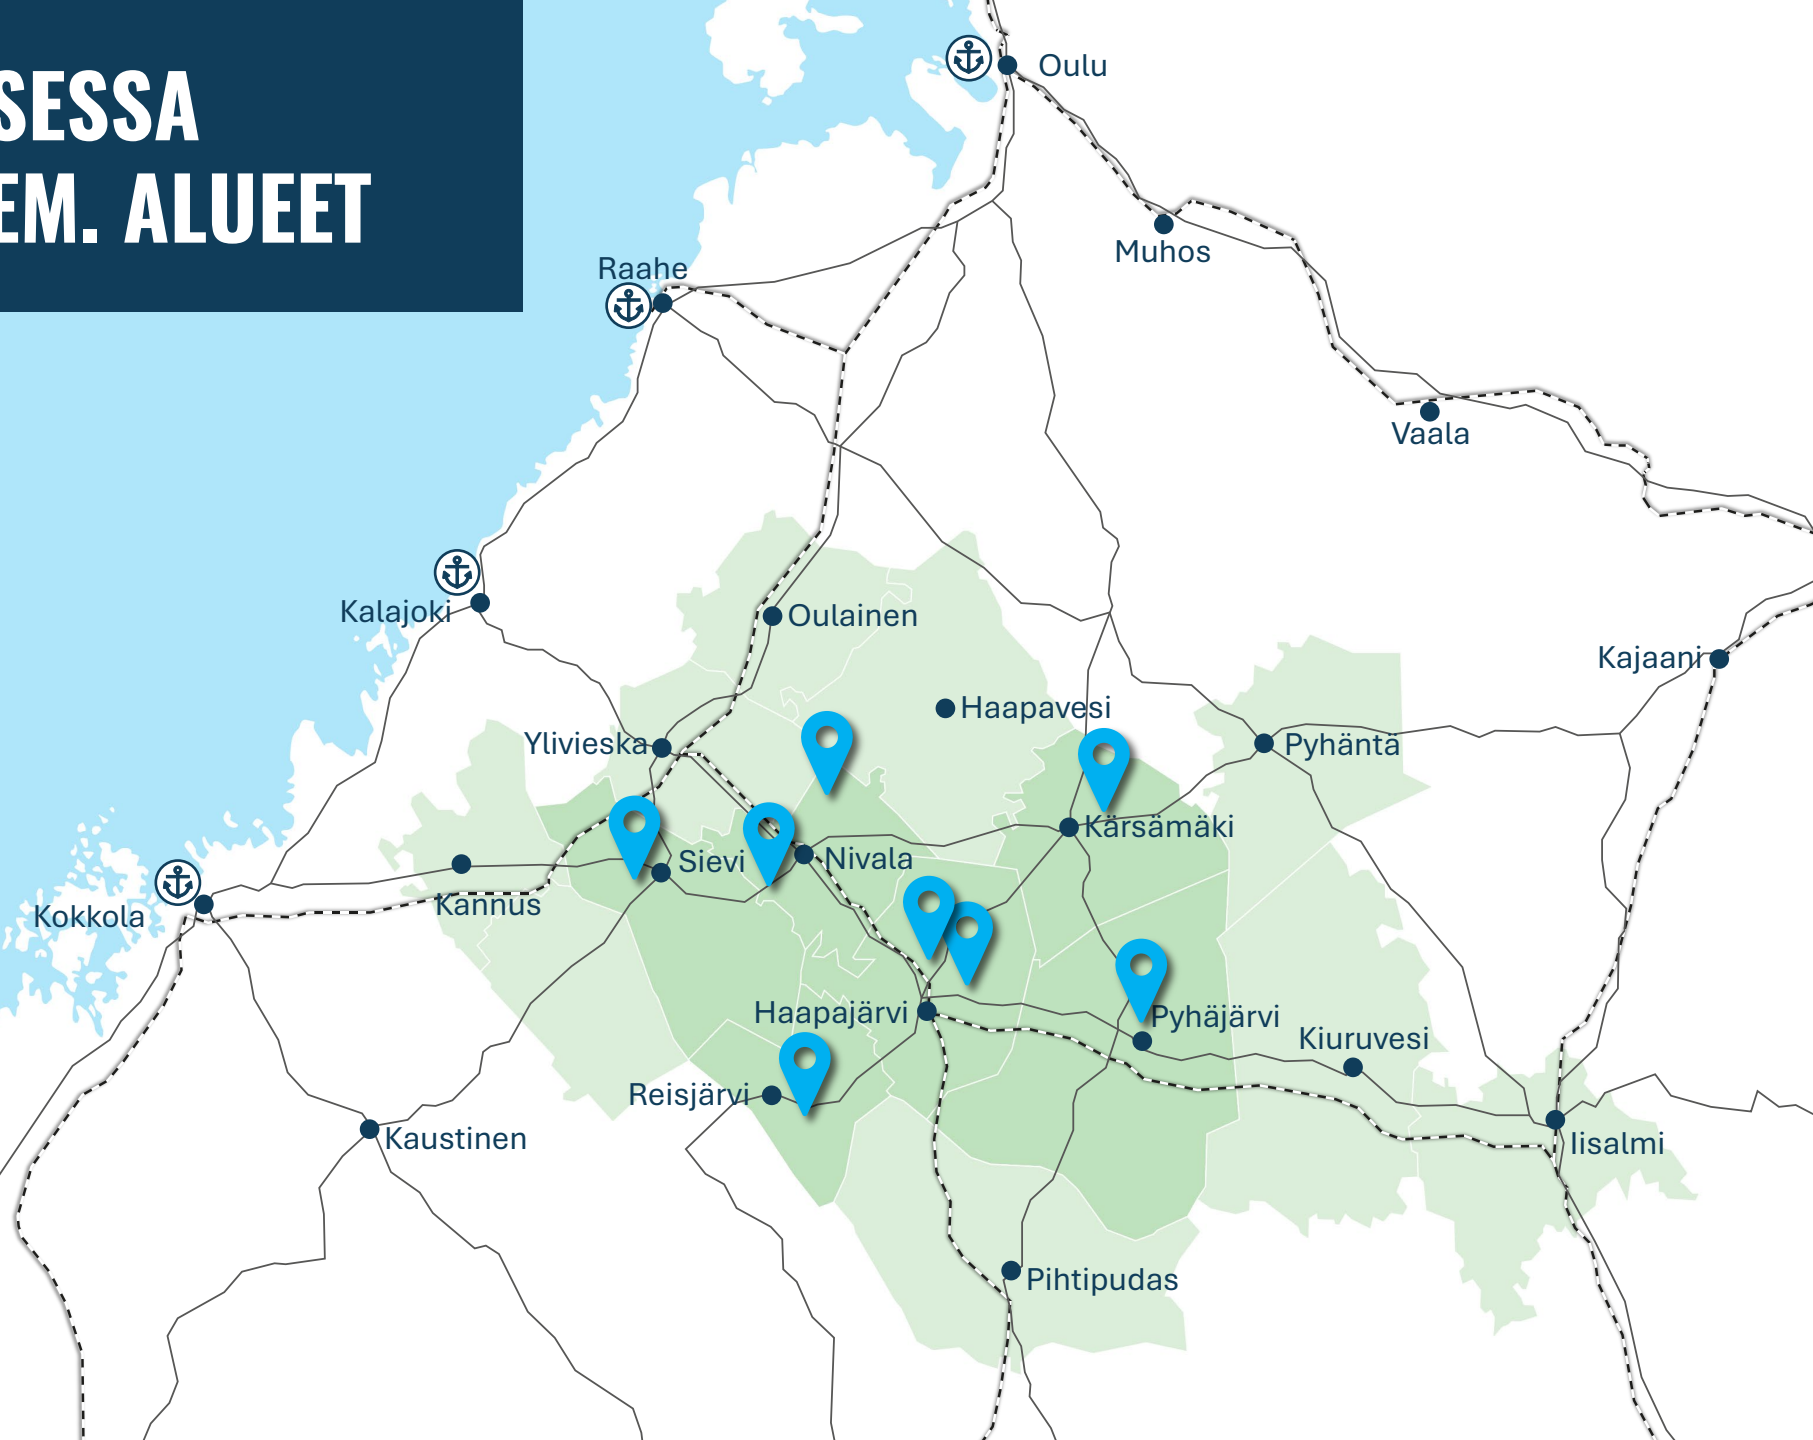 SESSA
EM. ALUEET
Oulu
Muhos
Raahe
Vaala
Kalajoki
Oulainen
Kajaani
Haapavesi
Ylivieska
Pyhäntä
Kärsämäki
Sievi
Nivala
Kannus
Kokkola
Haapajärvi
Pyhäjärvi
Kiuruvesi
Reisjärvi
Kaustinen
Iisalmi
Pihtipudas